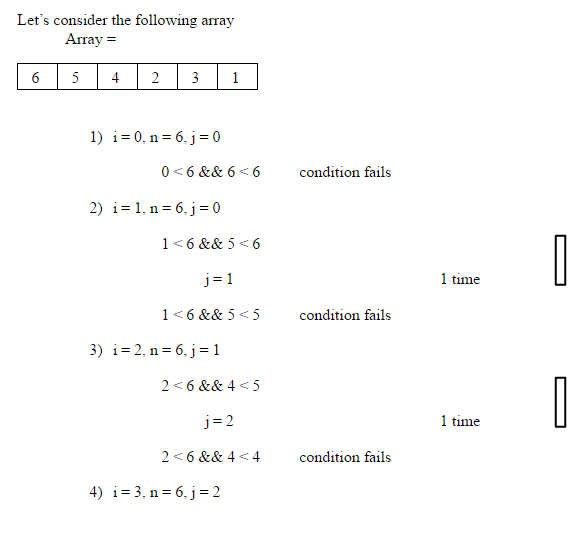 Let’s consider the following array
Array =
6 5 4 2 3 1
1) i = 0, n = 6, j = 0
0 < 6 && 6 < 6 condition fails
2) i = 1, n = 6, j = 0
1 < 6 && 5 < 6
j = 1 1 time
1 < 6 && 5 < 5 condition fails
3) i = 2, n = 6, j = 1
2 < 6 && 4 < 5
j = 2 1 time
2 < 6 && 4 < 4 condition fails
4) i = 3, n = 6, j = 2